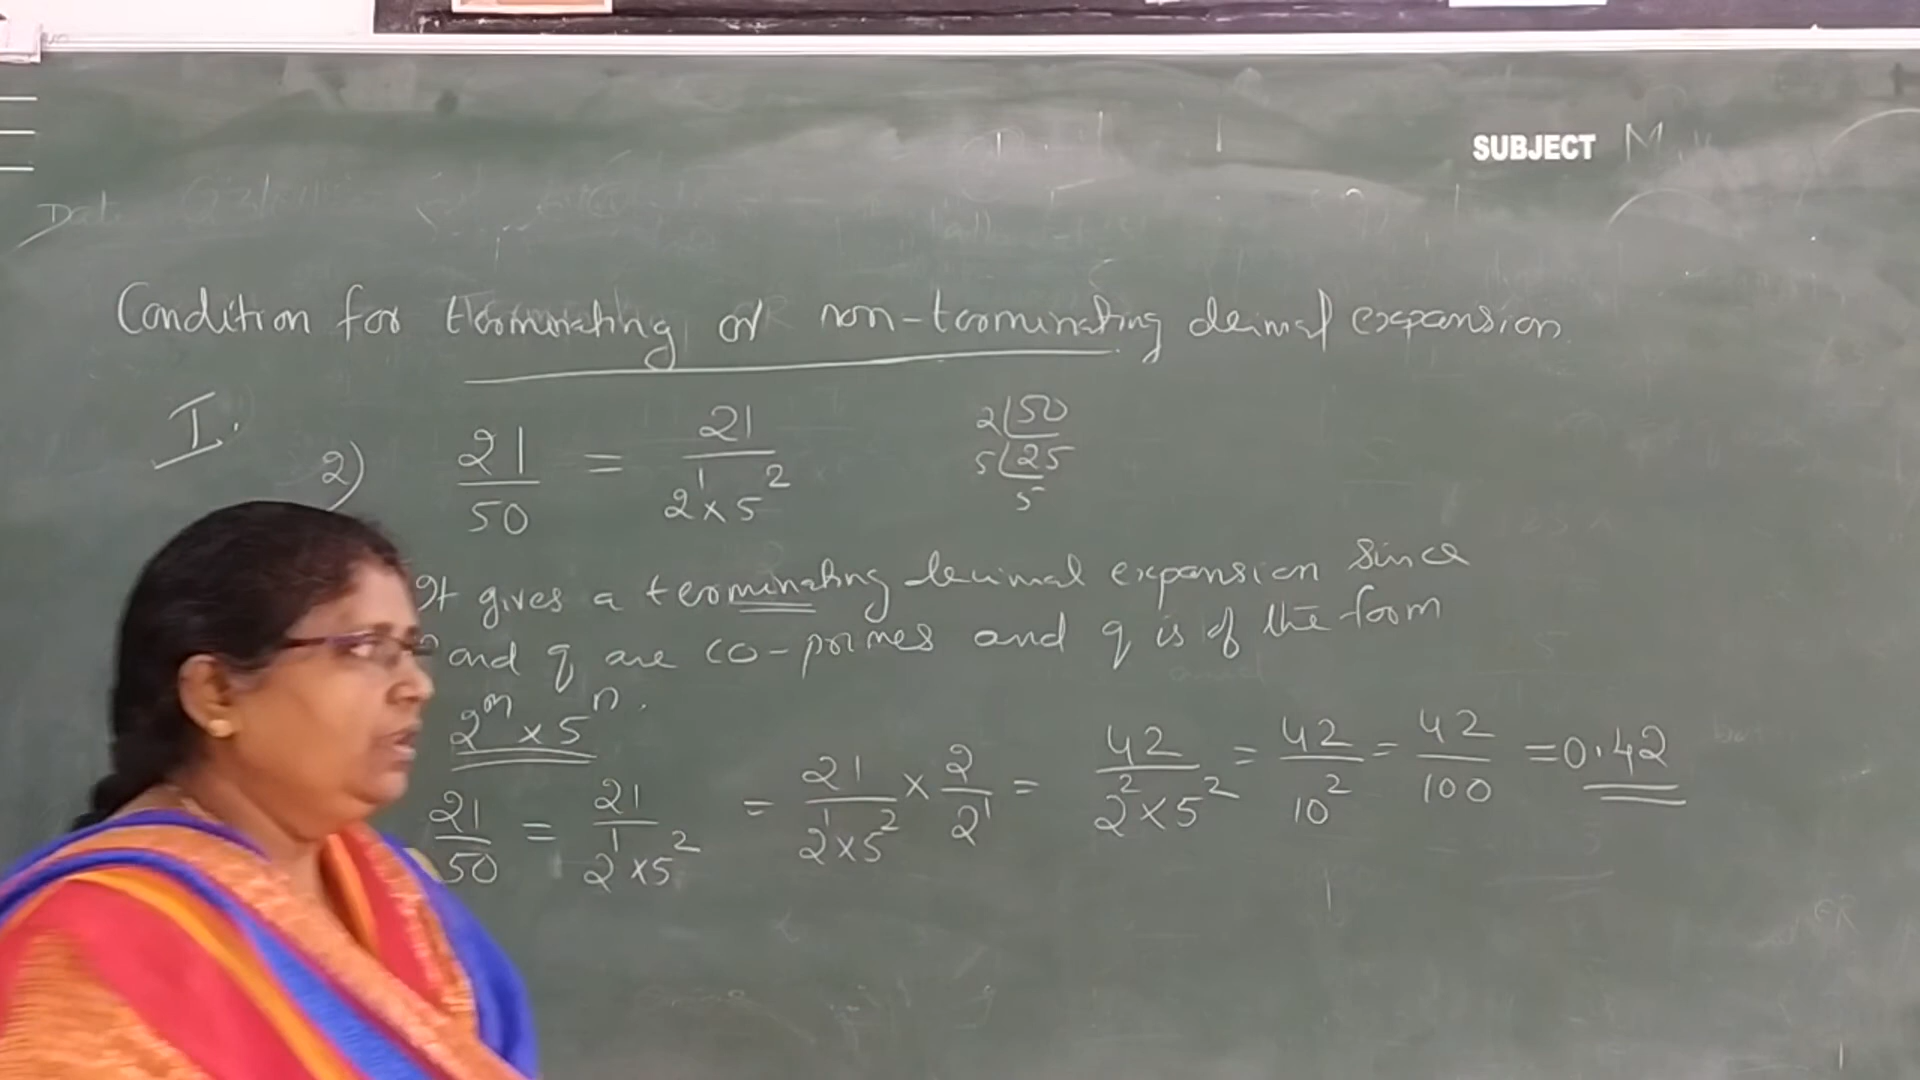 SUBJECT
Condition for terminating or non-terminating decimal expansion
I.
2) 21/50 = 21/2¹×5²
2 | 50
5 | 25
5
It gives a terminating decimal expansion since
and q are co-primes and q is of the form
2ᵐ × 5ⁿ.
21/50 = 21/2¹×5² = 21/2¹×5² × 2/2¹ = 42/2²×5² = 42/10² = 42/100 = 0.42